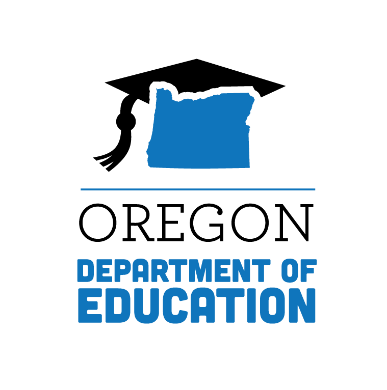 OREGON
DEPARTMENT OF
EDUCATION